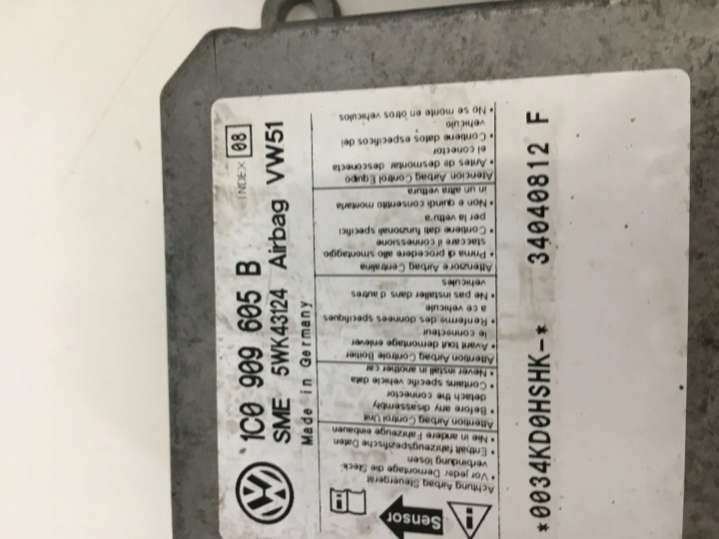 INDEX 08
1C0 909 605 B
SME 5WK43124 Airbag VW51
Made in Germany
Achtung Airbag Steuergerät
• Vor jeder Demontage die Steck-
verbindung lösen
• Enthält fahrzeugspezifische Daten
• Nie in andere Fahrzeuge einbauen
Attention Airbag Control Unit
• Before any disassembly
detach the connector
• Contains specific vehicle data
• Never install in another car
Attention Airbag Controle Boitier
• Avant tout demontage enlever
le connecteur
• Renferme des données specifiques
a ce vehicule
• Ne pas installer dans d'autres
vehicules
Attenzione Airbag Centralina
• Prima di procedere allo smontaggio
staccare il connessione
• Contiene dati funzionali specifici
per la vettura
• Non e quindi consentito montarla
in un altra vettura
Atencion Airbag Control Equipo
• Antes de desmontar, desconecta
el conector
• Contiene datos especificos del
vehiculo
• No se monte en otros vehiculos
Sensor
*0034KD0HSHK-* 34040812 F